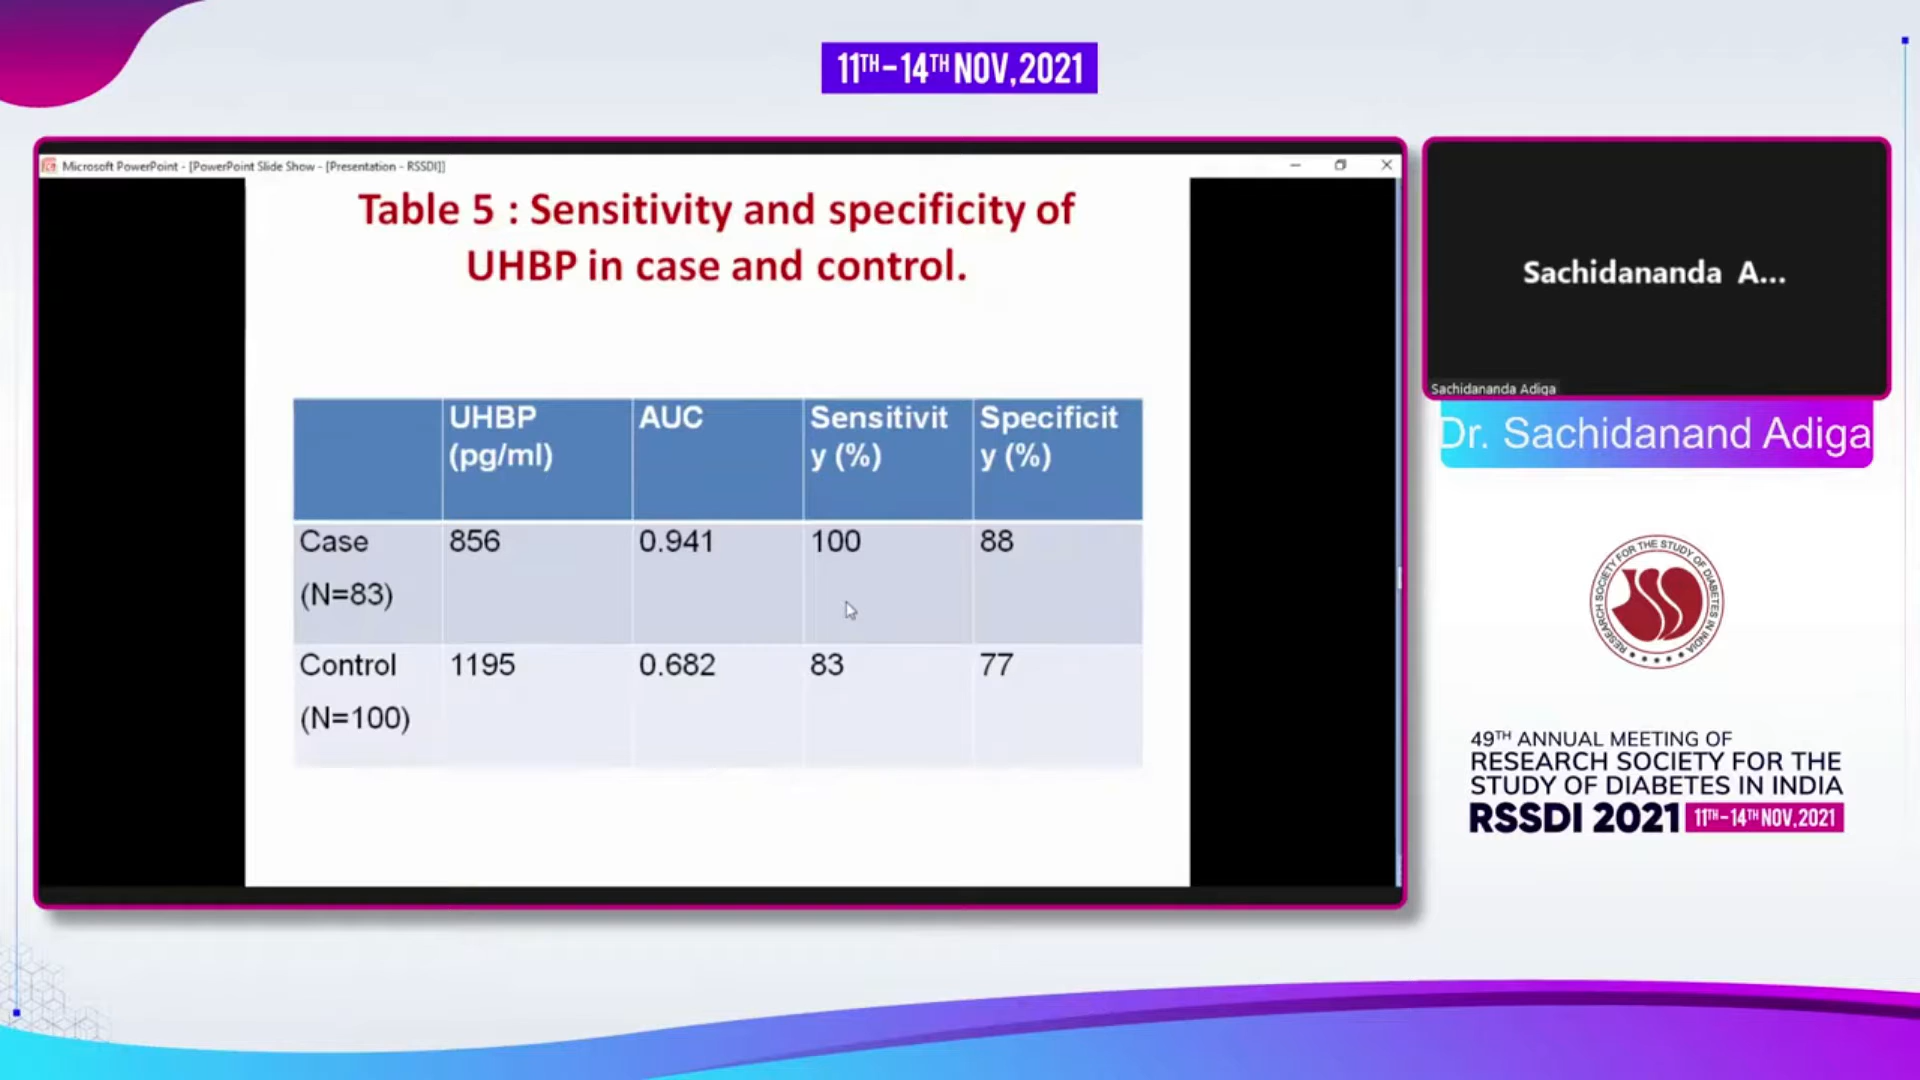 11TH-14TH NOV,2021
Microsoft PowerPoint - [PowerPoint Slide Show - [Presentation - RSSDI]]
Table 5 : Sensitivity and specificity of
UHBP in case and control.
UHBP (pg/ml) AUC Sensitivity (%) Specificity (%)
Case (N=83) 856 0.941 100 88
Control (N=100) 1195 0.682 83 77
Sachidananda A...
Sachidananda Adiga
Dr. Sachidanand Adiga
RESEARCH SOCIETY FOR THE STUDY OF DIABETES IN INDIA
49TH ANNUAL MEETING OF
RESEARCH SOCIETY FOR THE
STUDY OF DIABETES IN INDIA
RSSDI 2021 11TH-14TH NOV,2021